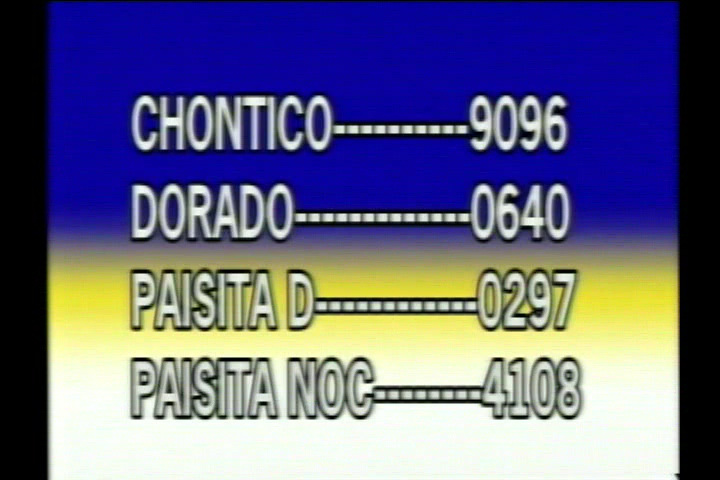 CHONTICO---------9096
DORADO------------0640
PAISITA D-----------0297
PAISITA NOC-------4108